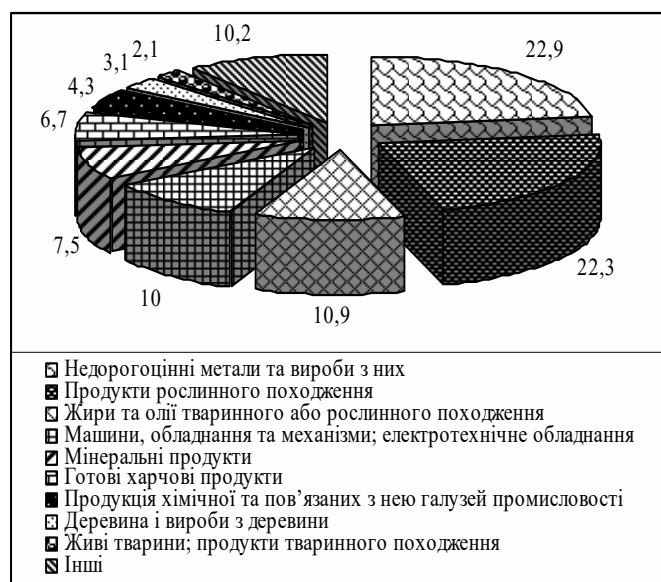 10,2
2,1
3,1
4,3
6,7
7,5
10
10,9
22,3
22,9
Недорогоцінні метали та вироби з них
Продукти рослинного походження
Жири та олії тваринного або рослинного походження
Машини, обладнання та механізми; електротехнічне обладнання
Мінеральні продукти
Готові харчові продукти
Продукція хімічної та пов’язаних з нею галузей промисловості
Деревина і вироби з деревини
Живі тварини; продукти тваринного походження
Інші